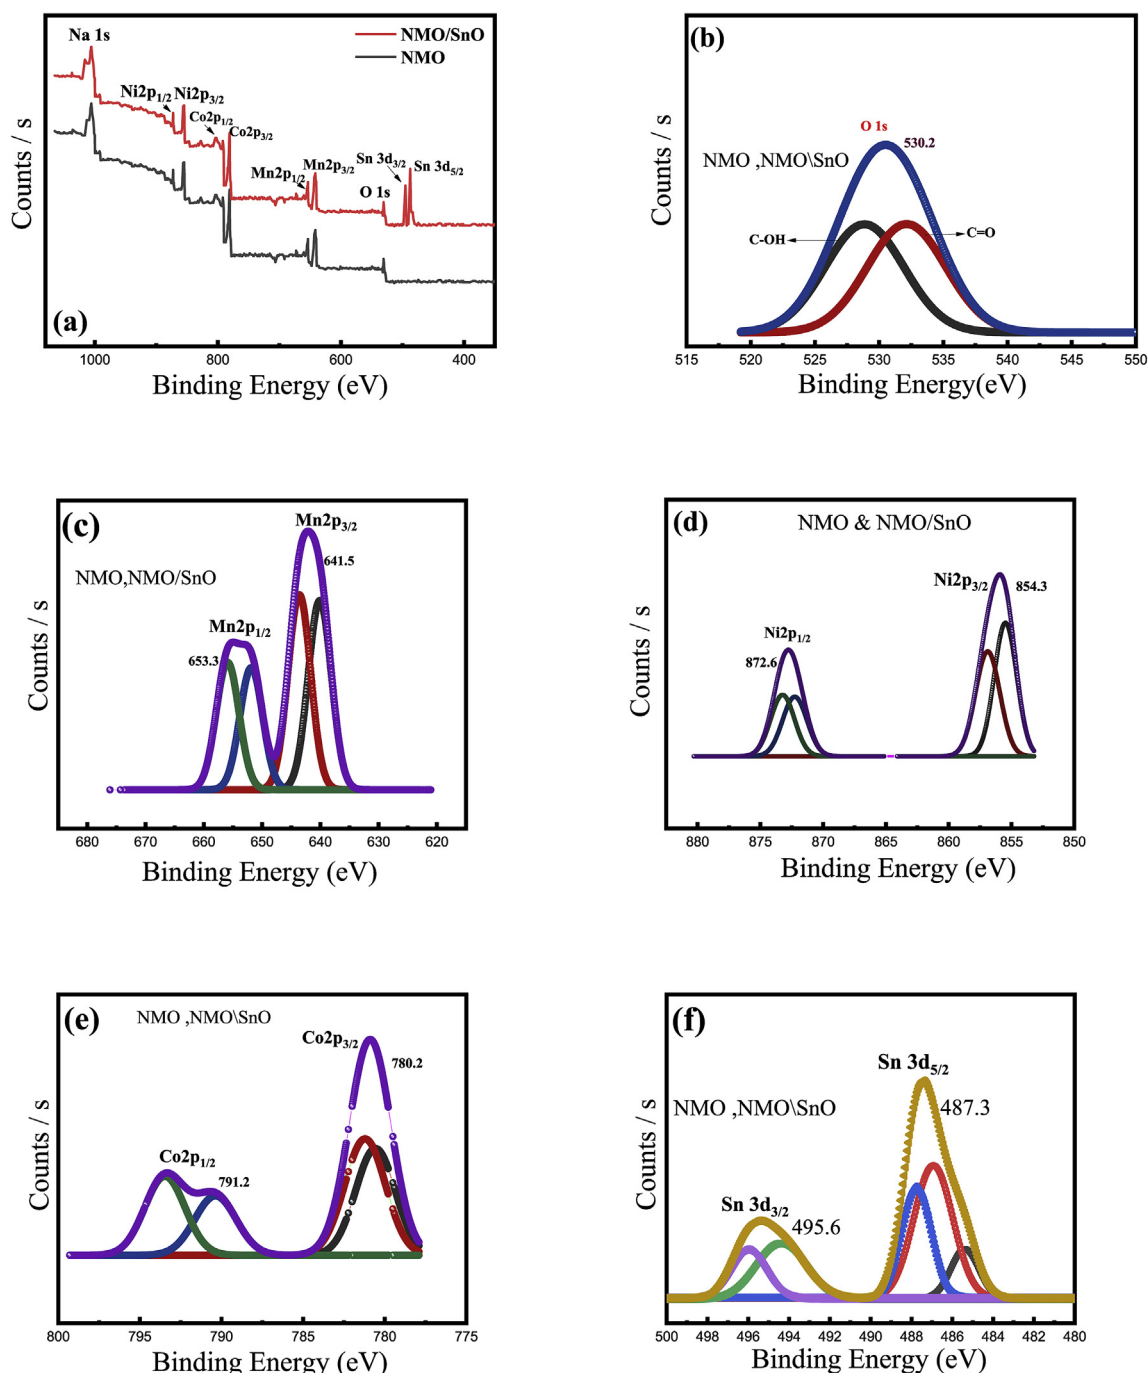 Na 1s
NMO/SnO
NMO
Ni2p1/2 Ni2p3/2
Co2p1/2
Co2p3/2
Mn2p1/2
Mn2p3/2
Sn 3d3/2
Sn 3d5/2
O 1s
(a)
Counts / s
1000 800 600 400
Binding Energy (eV)
(b)
O 1s
530.2
NMO ,NMO\SnO
C-OH
C=O
Counts / s
515 520 525 530 535 540 545 550
Binding Energy(eV)
(c)
Mn2p3/2
641.5
NMO,NMO/SnO
Mn2p1/2
653.3
Counts / s
680 670 660 650 640 630 620
Binding Energy (eV)
(d)
NMO & NMO/SnO
Ni2p3/2
854.3
Ni2p1/2
872.6
Counts / s
880 875 870 865 860 855 850
Binding Energy (eV)
(e)
NMO ,NMO\SnO
Co2p3/2
780.2
Co2p1/2
791.2
Counts / s
800 795 790 785 780 775
Binding Energy (eV)
(f)
Sn 3d5/2
487.3
NMO ,NMO\SnO
Sn 3d3/2
495.6
Counts / s
500 498 496 494 492 490 488 486 484 482 480
Binding Energy (eV)